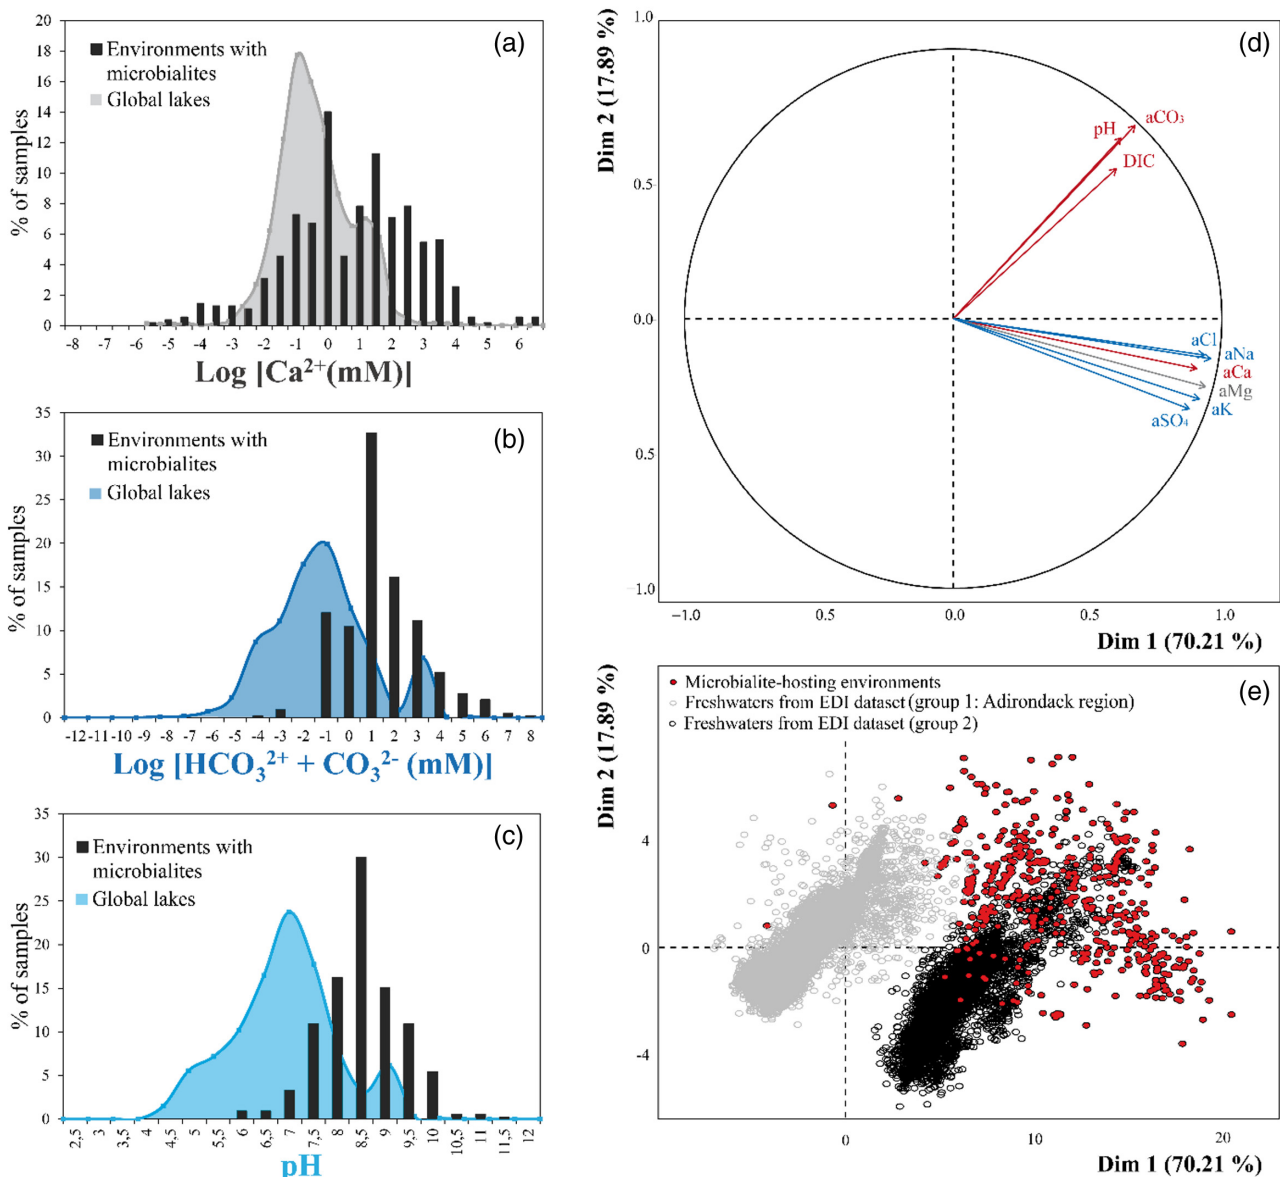 (a)
20
18
16
14
12
10
8
6
4
2
0
% of samples
Environments with
microbialites
Global lakes
-8 -7 -6 -5 -4 -3 -2 -1 0 1 2 3 4 5 6
Log [Ca²⁺(mM)]
(b)
35
30
25
20
15
10
5
0
% of samples
Environments with
microbialites
Global lakes
-12 -11 -10 -9 -8 -7 -6 -5 -4 -3 -2 -1 0 1 2 3 4 5 6 7 8
Log [HCO₃²⁺ + CO₃²⁻ (mM)]
(c)
35
30
25
20
15
10
5
0
% of samples
Environments with
microbialites
Global lakes
2,5 3 3,5 4 4,5 5 5,5 6 6,5 7 7,5 8 8,5 9 9,5 10 10,5 11 11,5 12
pH
(d)
1.0
0.5
0.0
0.5
−1.0
Dim 2 (17.89 %)
aCO₃
pH
DIC
aCl
aNa
aCa
aMg
aK
aSO₄
−1.0 0.5 0.0 0.5 1.0
Dim 1 (70.21 %)
(e)
Microbialite-hosting environments
Freshwaters from EDI dataset (group 1: Adirondack region)
Freshwaters from EDI dataset (group 2)
Dim 2 (17.89 %)
4
0
-4
0 10 20
Dim 1 (70.21 %)